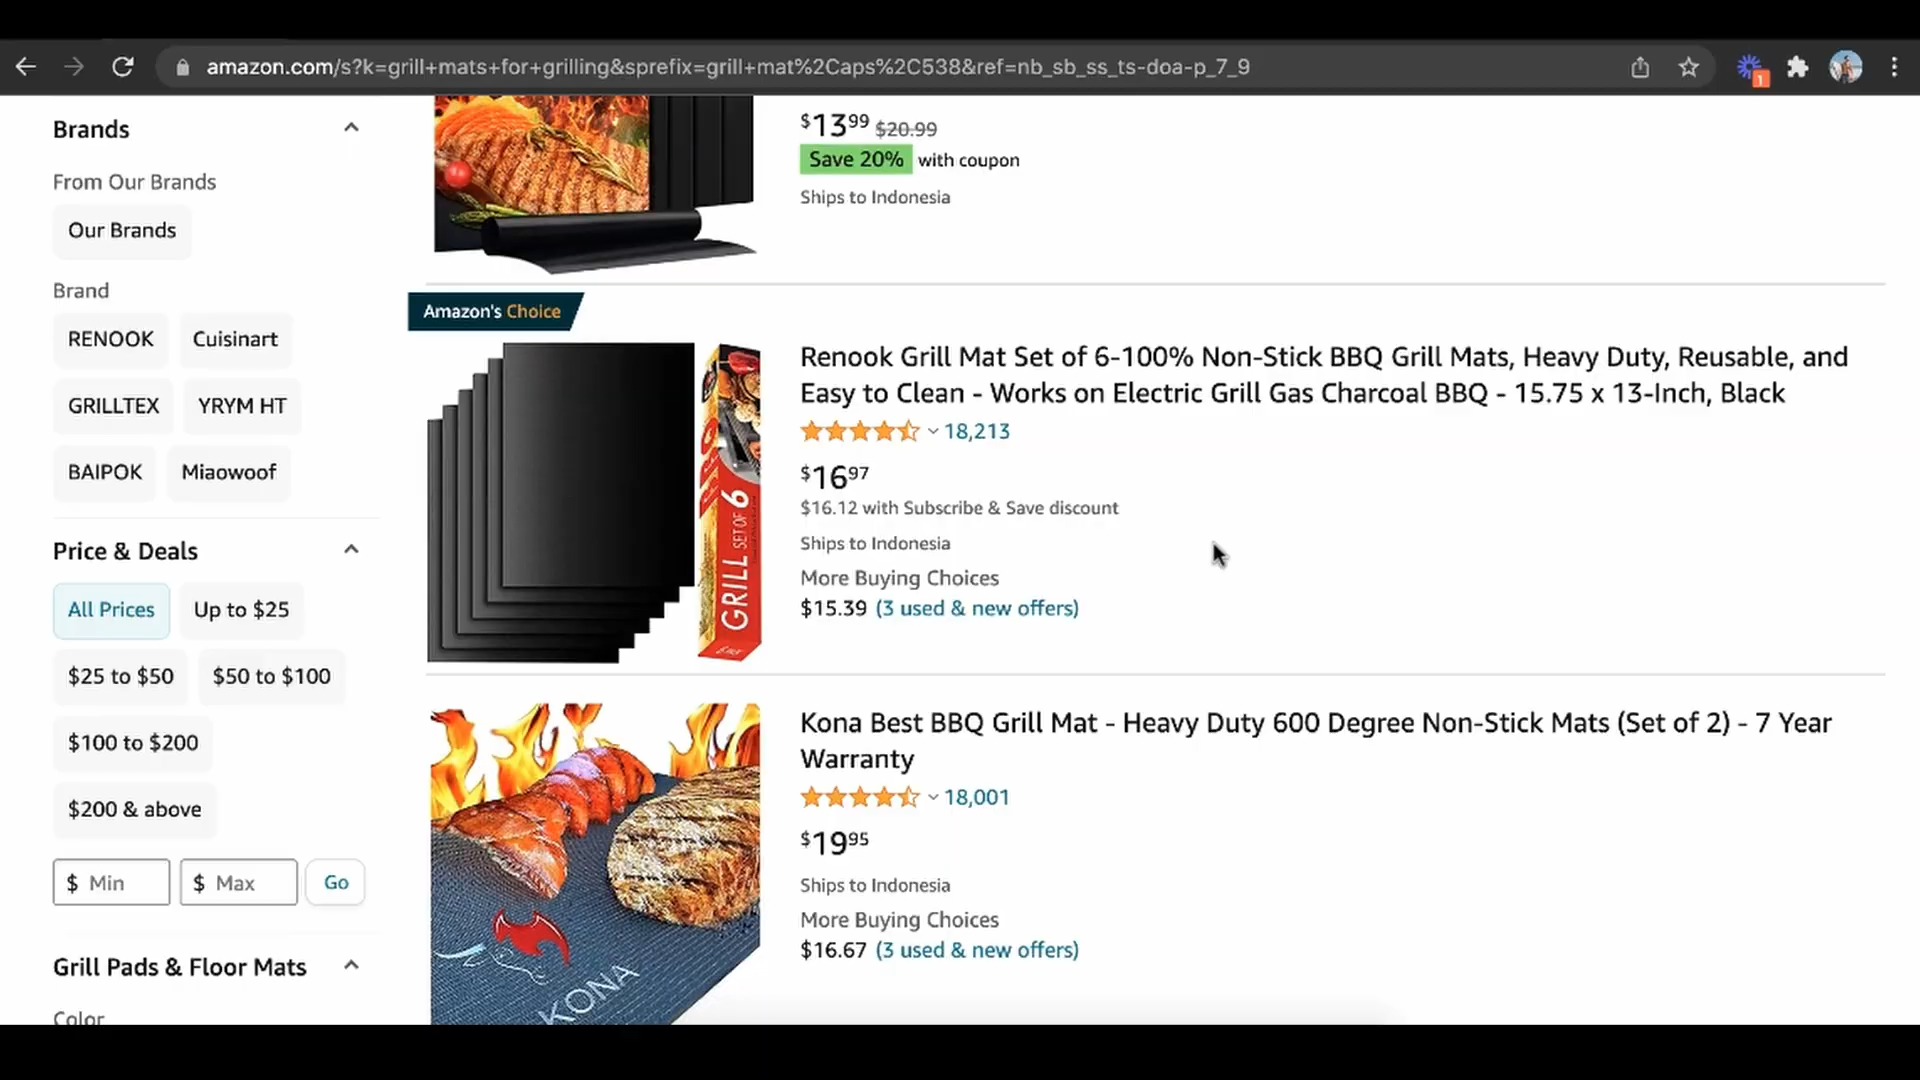 amazon.com/s?k=grill+mats+for+grilling&sprefix=grill+mat%2Caps%2C538&ref=nb_sb_ss_ts-doa-p_7_9
1
Brands
From Our Brands
Our Brands
Brand
RENOOK Cuisinart
GRILLTEX YRYM HT
BAIPOK Miaowoof
Price & Deals
All Prices Up to $25
$25 to $50 $50 to $100
$100 to $200
$200 & above
$ Min $ Max Go
Grill Pads & Floor Mats
Color
$13.99 $20.99
Save 20% with coupon
Ships to Indonesia
Amazon's Choice
GRILL SET OF 6
Renook Grill Mat Set of 6-100% Non-Stick BBQ Grill Mats, Heavy Duty, Reusable, and
Easy to Clean - Works on Electric Grill Gas Charcoal BBQ - 15.75 x 13-Inch, Black
18,213
$16.97
$16.12 with Subscribe & Save discount
Ships to Indonesia
More Buying Choices
$15.39 (3 used & new offers)
KONA
Kona Best BBQ Grill Mat - Heavy Duty 600 Degree Non-Stick Mats (Set of 2) - 7 Year
Warranty
18,001
$19.95
Ships to Indonesia
More Buying Choices
$16.67 (3 used & new offers)